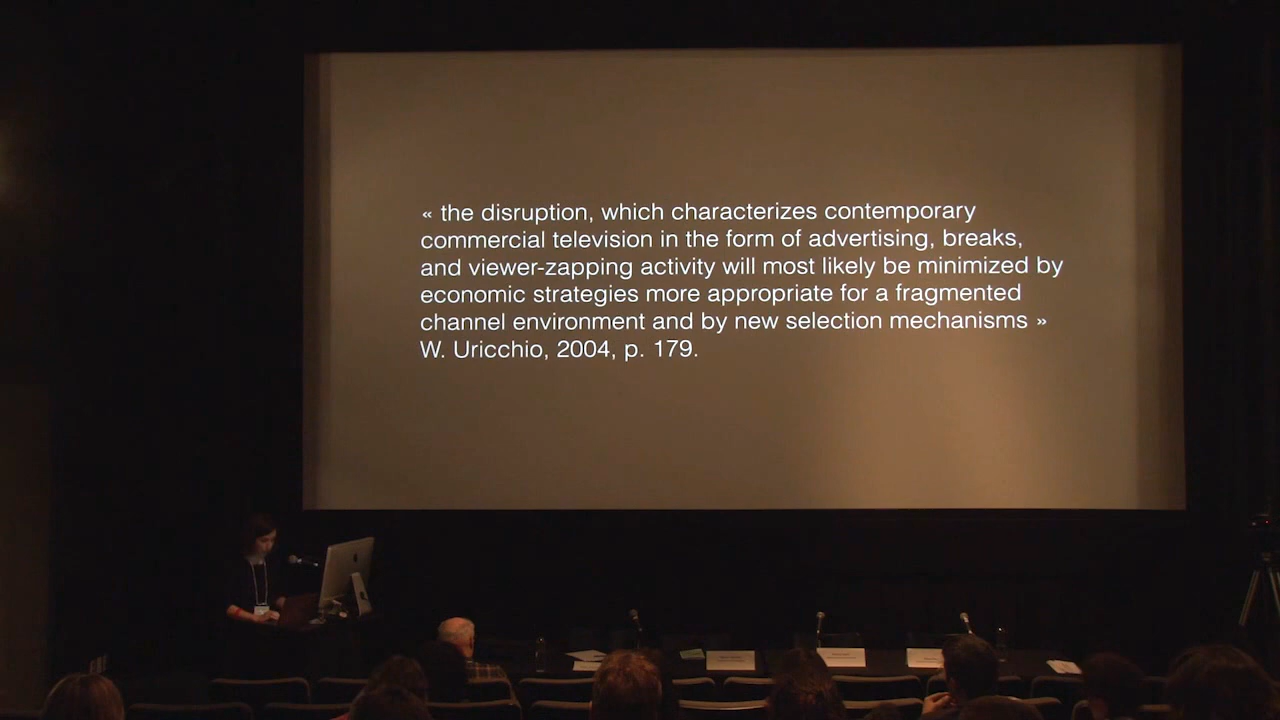 « the disruption, which characterizes contemporary
commercial television in the form of advertising, breaks,
and viewer-zapping activity will most likely be minimized by
economic strategies more appropriate for a fragmented
channel environment and by new selection mechanisms »
W. Uricchio, 2004, p. 179.